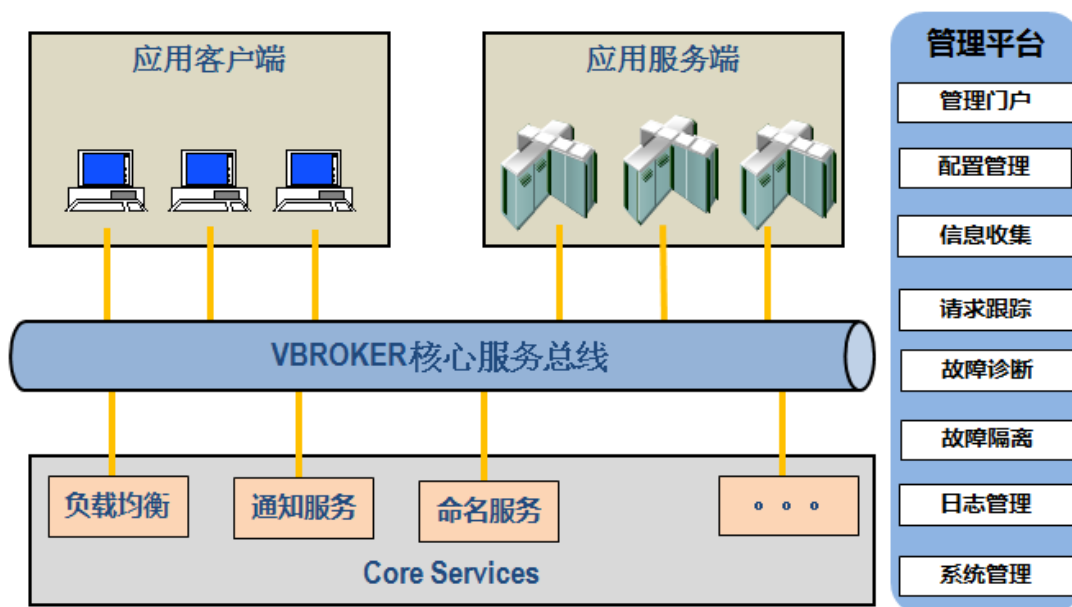 应用客户端
应用服务端
VBROKER核心服务总线
负载均衡
通知服务
命名服务
。。。
Core Services
管理平台
管理门户
配置管理
信息收集
请求跟踪
故障诊断
故障隔离
日志管理
系统管理